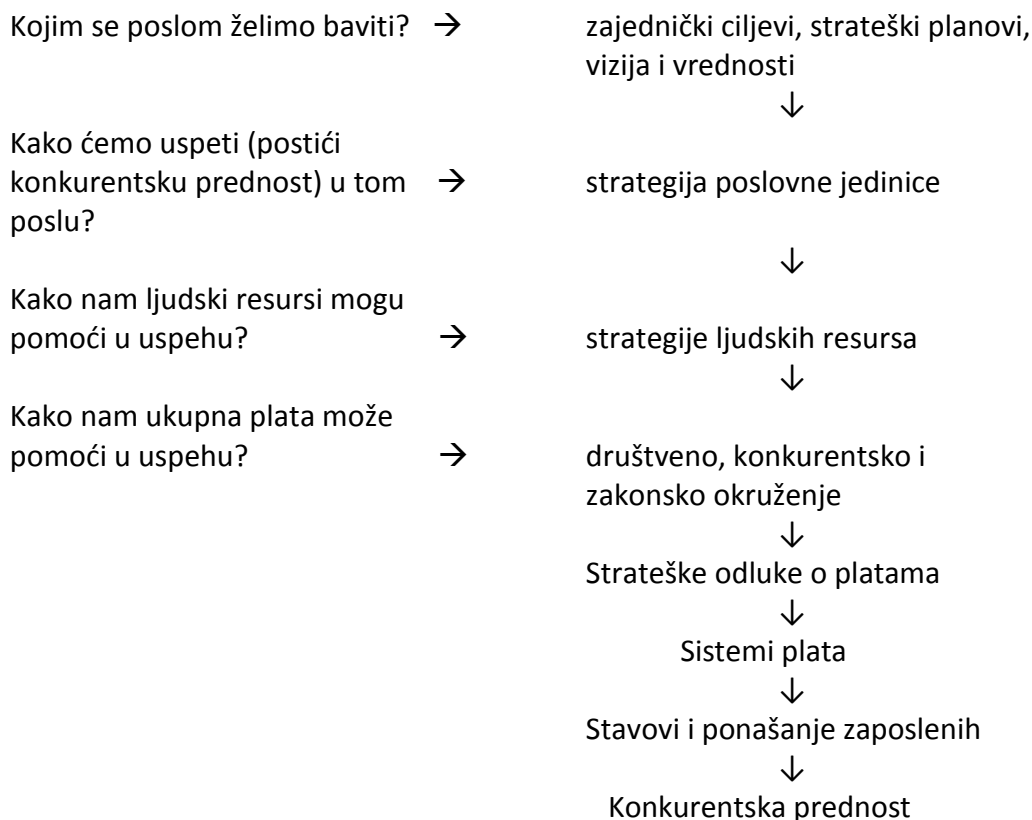 Kojim se poslom želimo baviti? → zajednički ciljevi, strateški planovi,
vizija i vrednosti
↓
Kako ćemo uspeti (postići
konkurentsku prednost) u tom → strategija poslovne jedinice
poslu?
↓
Kako nam ljudski resursi mogu
pomoći u uspehu? → strategije ljudskih resursa
↓
Kako nam ukupna plata može
pomoći u uspehu? → društveno, konkurentsko i
zakonsko okruženje
↓
Strateške odluke o platama
↓
Sistemi plata
↓
Stavovi i ponašanje zaposlenih
↓
Konkurentska prednost